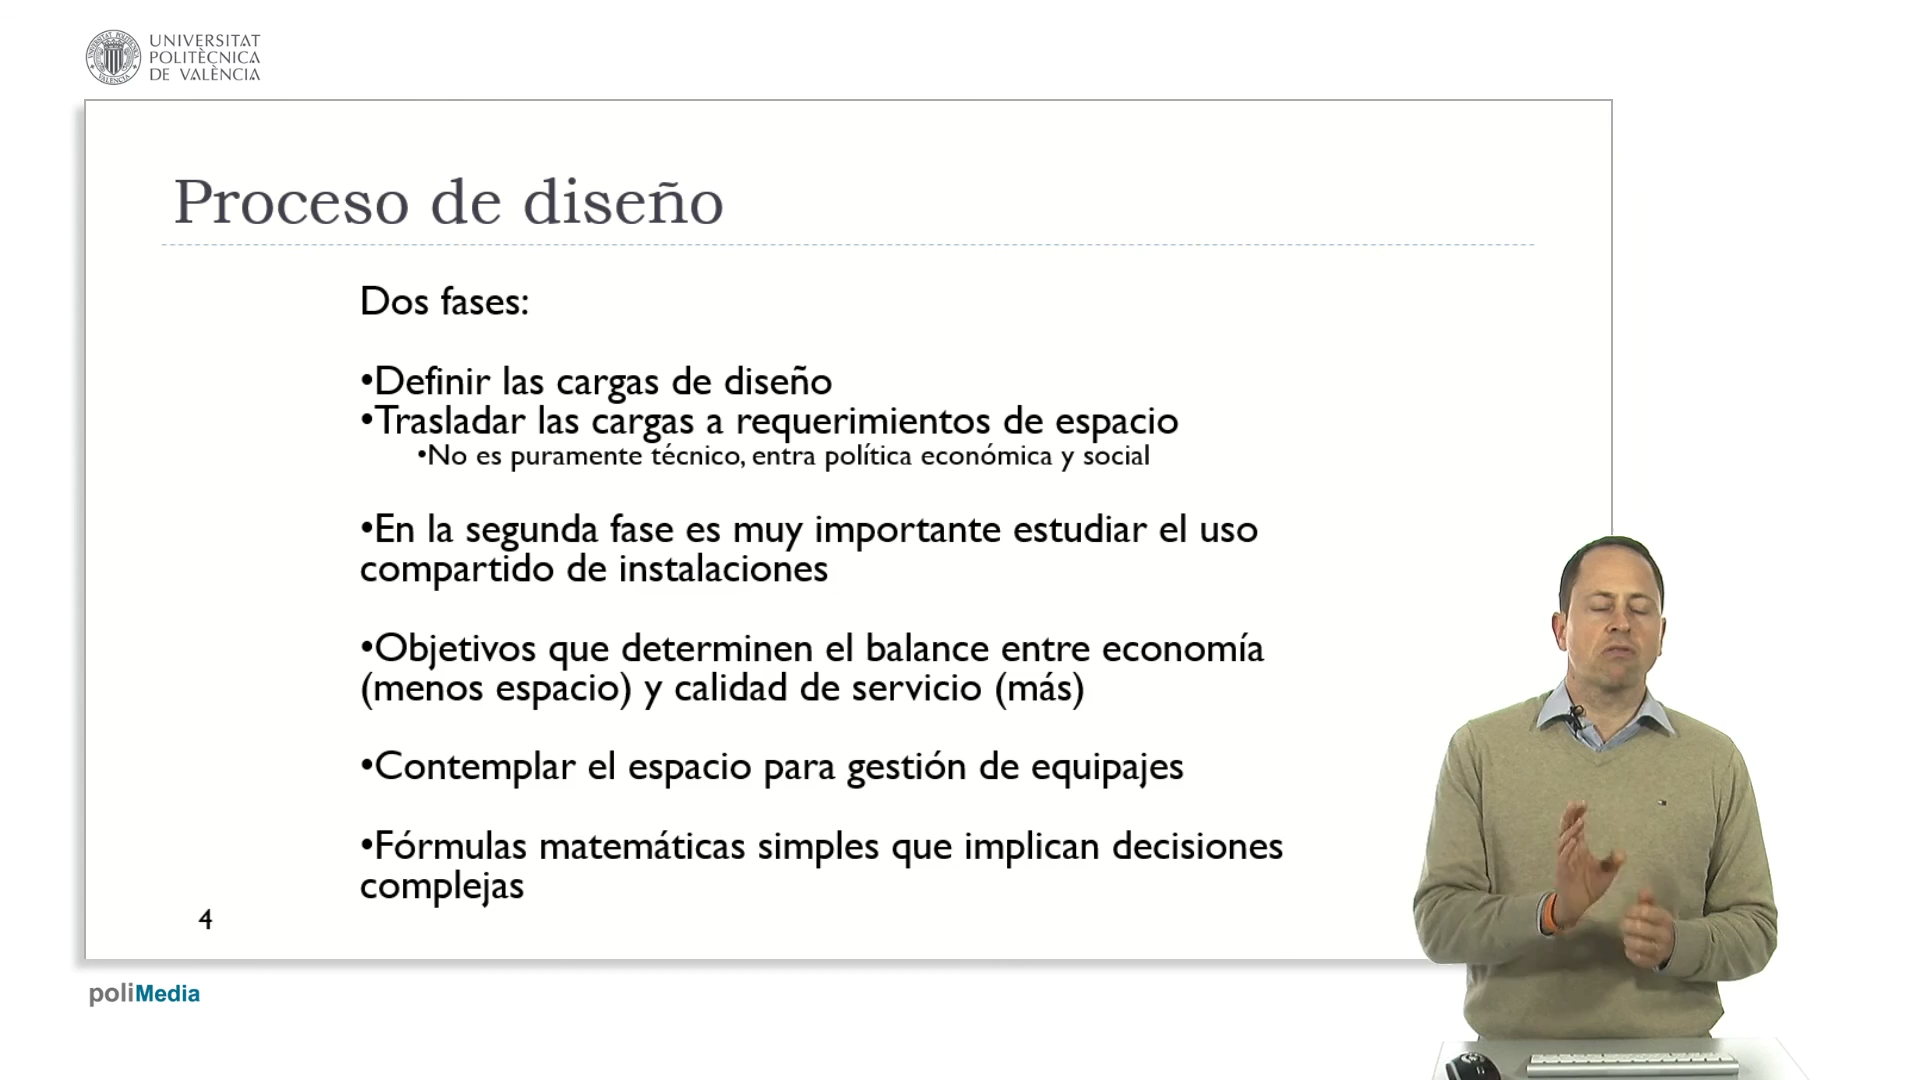 UNIVERSITAT
POLITÈCNICA
DE VALÈNCIA
Proceso de diseño
Dos fases:
•Definir las cargas de diseño
•Trasladar las cargas a requerimientos de espacio
•No es puramente técnico, entra política económica y social
•En la segunda fase es muy importante estudiar el uso
compartido de instalaciones
•Objetivos que determinen el balance entre economía
(menos espacio) y calidad de servicio (más)
•Contemplar el espacio para gestión de equipajes
•Fórmulas matemáticas simples que implican decisiones
complejas
4
poliMedia